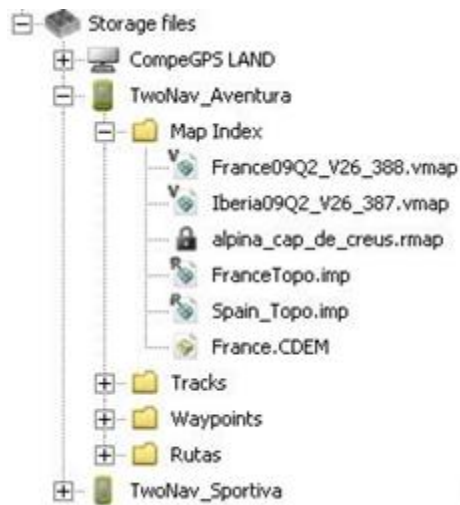 Storage files
CompeGPS LAND
TwoNav_Aventura
Map Index
V France09Q2_V26_388.vmap
V Iberia09Q2_V26_387.vmap
alpina_cap_de_creus.rmap
R FranceTopo.imp
R Spain_Topo.imp
France.CDEM
Tracks
Waypoints
Rutas
TwoNav_Sportiva